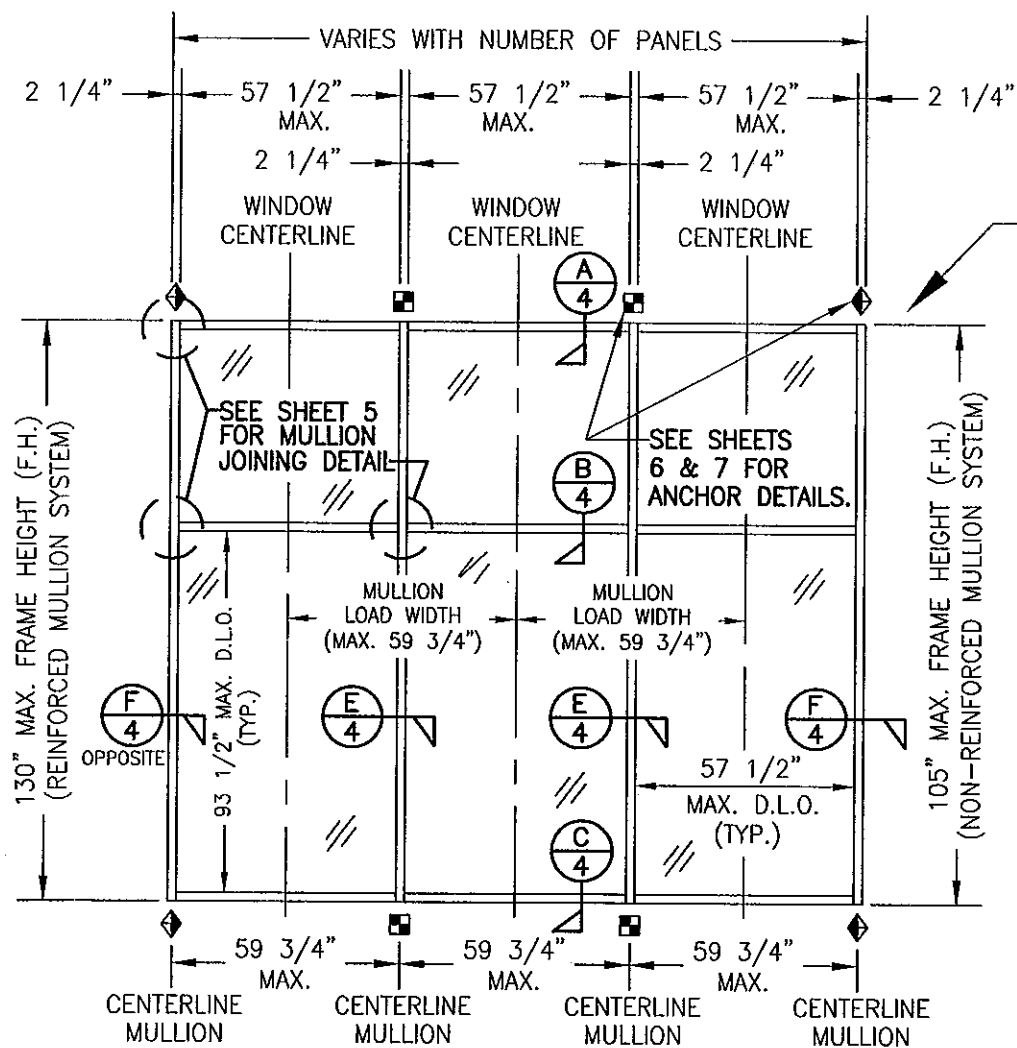 VARIES WITH NUMBER OF PANELS
2 1/4" 57 1/2" 57 1/2" 57 1/2" 2 1/4"
MAX. MAX. MAX.
2 1/4" 2 1/4"
WINDOW WINDOW WINDOW
CENTERLINE CENTERLINE CENTERLINE
A
4
SEE SHEET 5
FOR MULLION
JOINING DETAIL
SEE SHEETS
6 & 7 FOR
ANCHOR DETAILS.
B
4
130" MAX. FRAME HEIGHT (F.H.)
(REINFORCED MULLION SYSTEM)
105" MAX. FRAME HEIGHT (F.H.)
(NON-REINFORCED MULLION SYSTEM)
93 1/2" MAX. D.L.O.
(TYP.)
MULLION MULLION
LOAD WIDTH LOAD WIDTH
(MAX. 59 3/4") (MAX. 59 3/4")
F E E F
4 4 4 4
OPPOSITE
57 1/2"
MAX. D.L.O.
(TYP.)
C
4
59 3/4" 59 3/4" 59 3/4"
MAX. MAX. MAX.
CENTERLINE CENTERLINE CENTERLINE CENTERLINE
MULLION MULLION MULLION MULLION